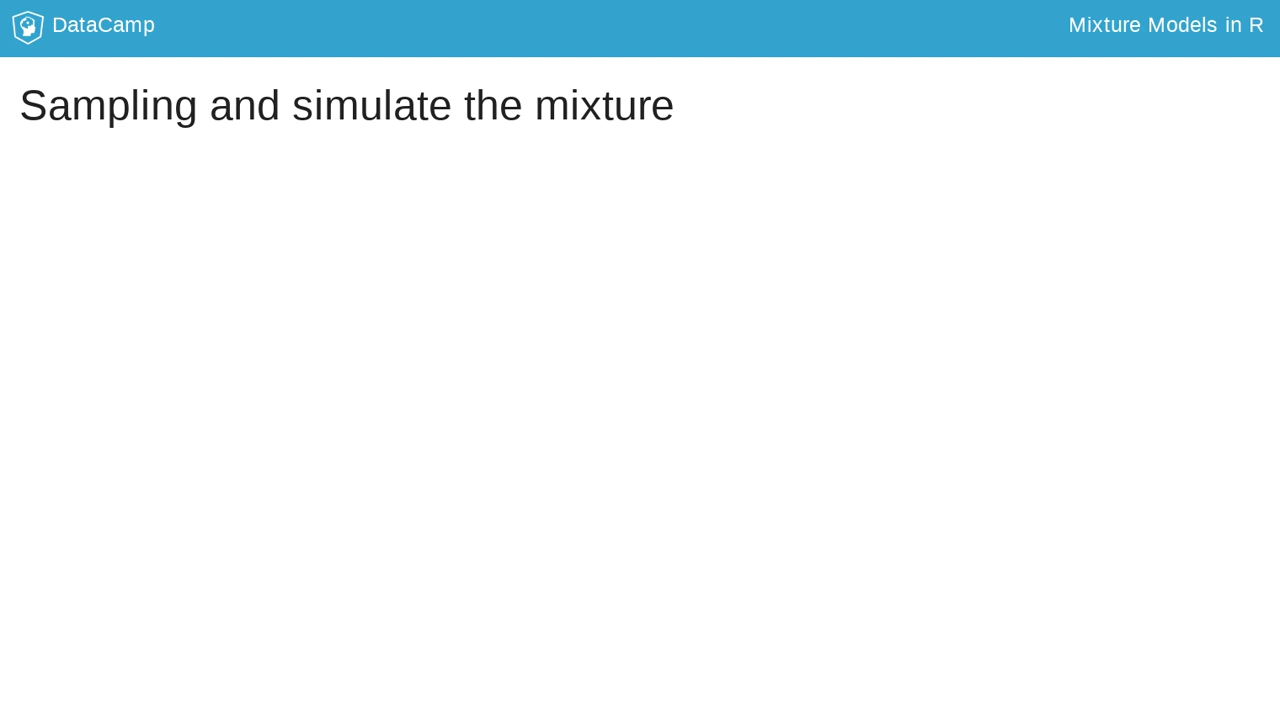 DataCamp
Mixture Models in R
Sampling and simulate the mixture